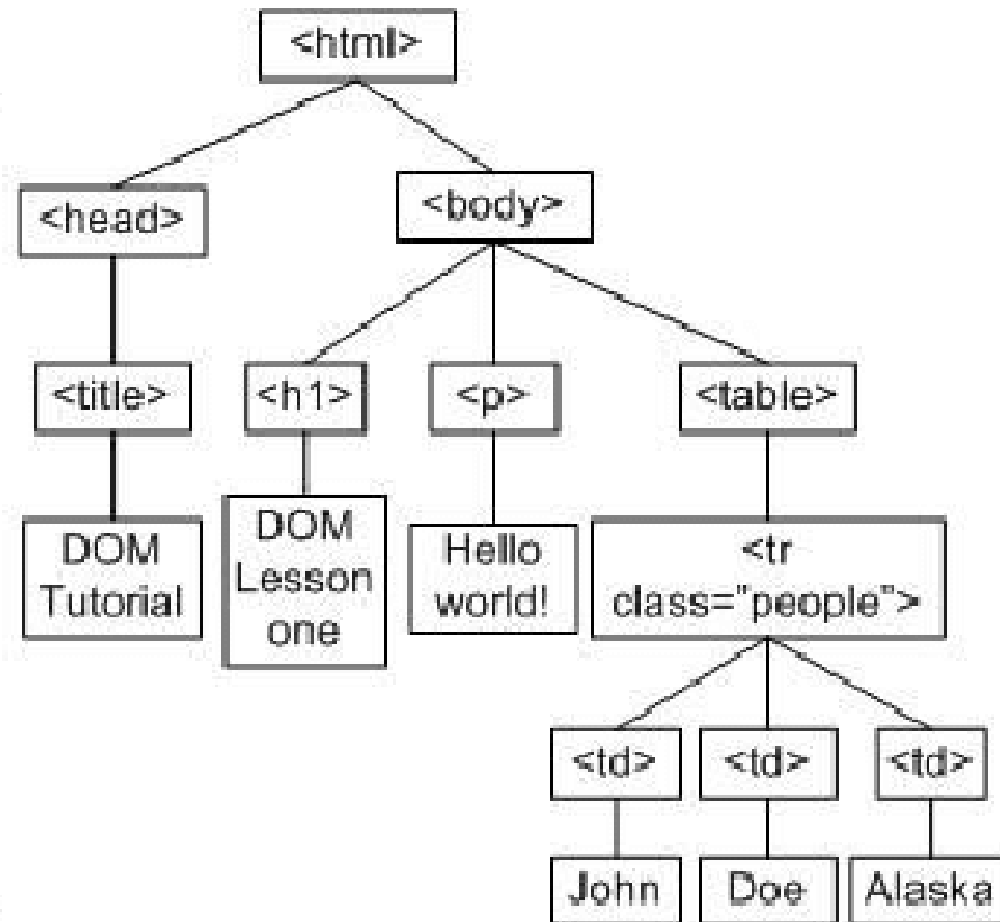 <html>
<head>
<body>
<title>
<h1>
<p>
<table>
DOM
Tutorial
DOM
Lesson
one
Hello
world!
<tr
class="people">
<td>
<td>
<td>
John
Doe
Alaska